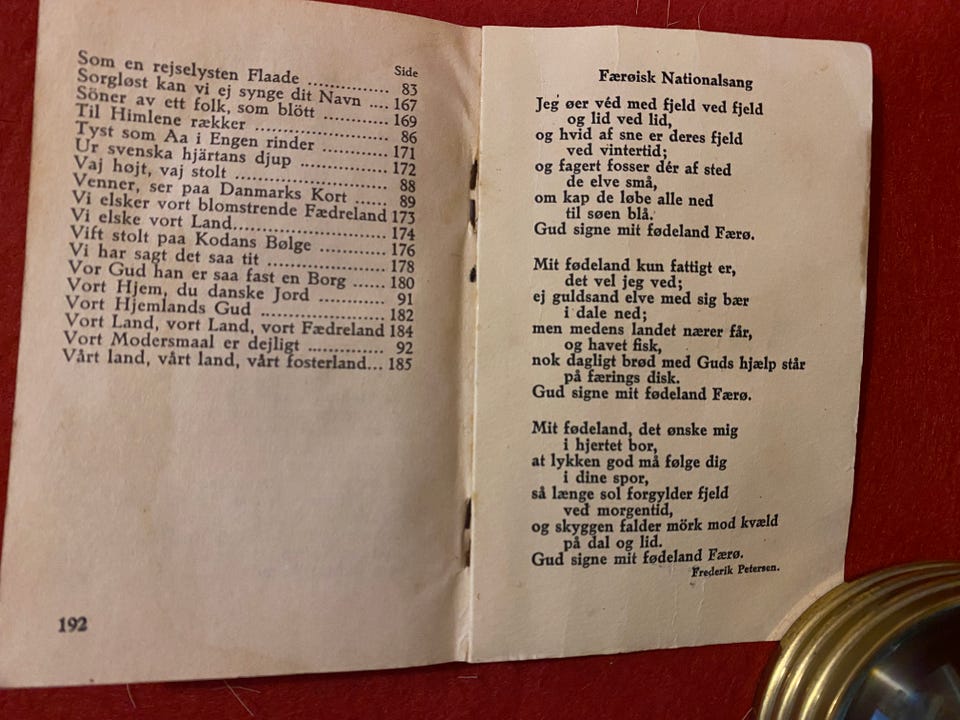 Side
Som en rejselysten Flaade ................ 83
Sorgløst kan vi ej synge dit Navn .... 167
Söner av ett folk, som blött ............ 169
Til Himlene rækker ........................ 86
Tyst som Aa i Engen rinder ............ 171
Ur svenska hjärtans djup ................ 172
Vaj hojt, vaj stolt ............................ 88
Venner, ser paa Danmarks Kort ...... 89
Vi elsker vort blomstrende Fædreland 173
Vi elske vort Land............................ 174
Vift stolt paa Kodans Bølge ............ 176
Vi har sagt det saa tit .................... 178
Vor Gud han er saa fast en Borg ...... 180
Vort Hjem, du danske Jord ............ 91
Vort Hjemlands Gud .................... 182
Vort Land, vort Land, vort Fædreland 184
Vort Modersmaal er dejligt .............. 92
Vårt land, vårt land, vårt fosterland... 185
192
Færøisk Nationalsang
Jeg øer véd med fjeld ved fjeld
og lid ved lid,
og hvid af sne er deres fjeld
ved vintertid;
og fagert fosser dér af sted
de elve små,
om kap de løbe alle ned
til søen blå.
Gud signe mit fødeland Færø.
Mit fødeland kun fattigt er,
det vel jeg ved;
ej guldsand elve med sig bær
i dale ned;
men medens landet nærer får,
og havet fisk,
nok dagligt brød med Guds hjælp står
på færings disk.
Gud signe mit fødeland Færø.
Mit fødeland, det ønske mig
i hjertet bor,
at lykken god må følge dig
i dine spor,
så længe sol forgylder fjeld
ved morgentid,
og skyggen falder mörk mod kvæld
på dal og lid.
Gud signe mit fødeland Færø.
Frederik Petersen.